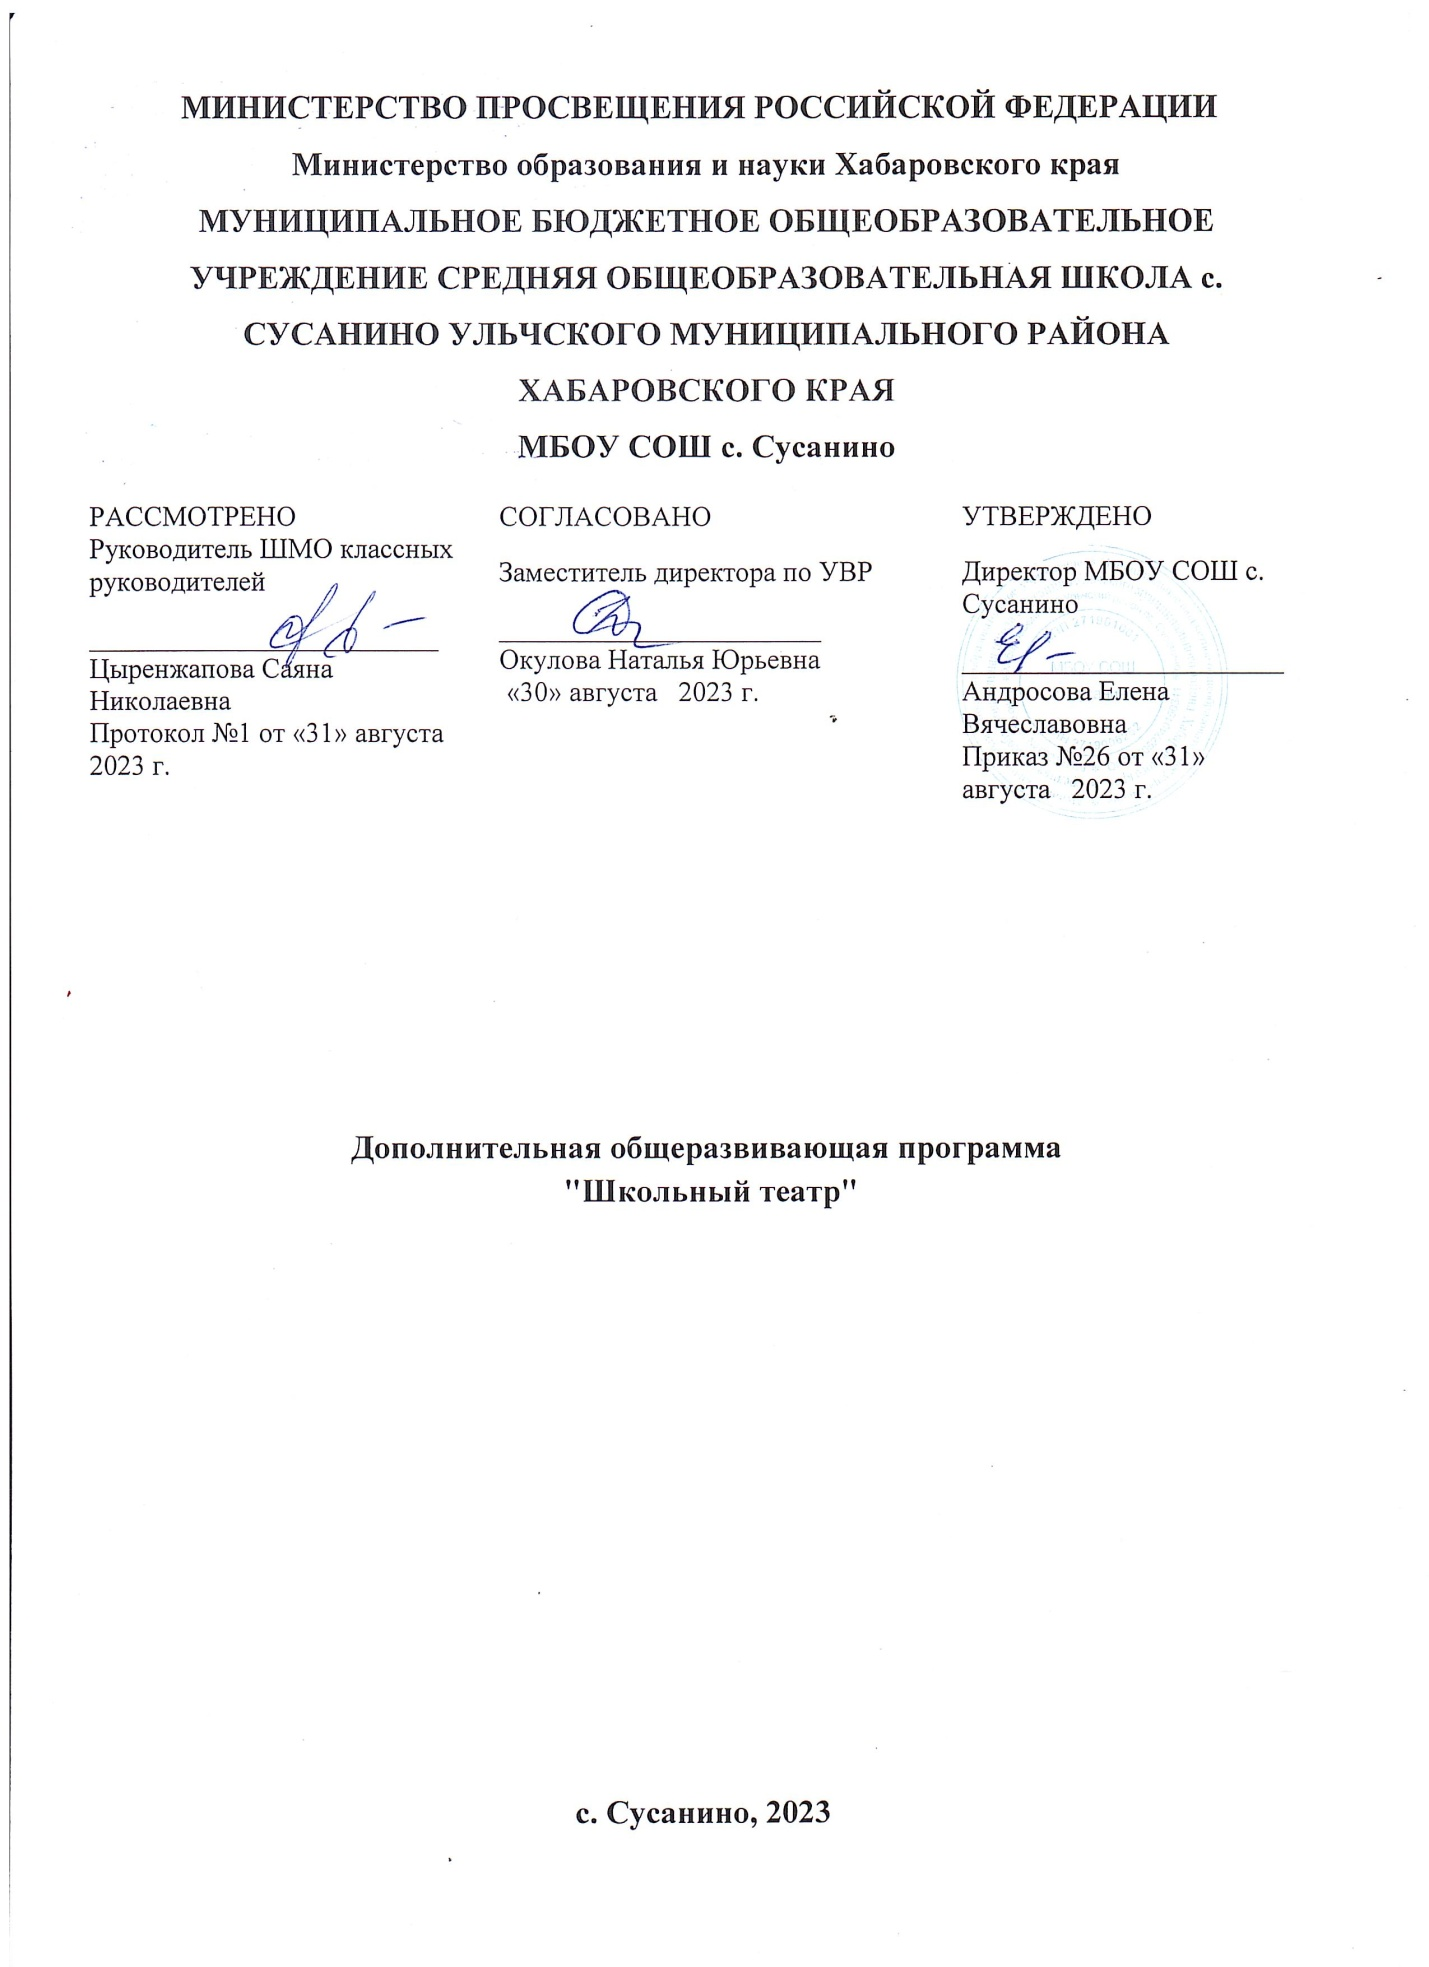 МИНИСТЕРСТВО ПРОСВЕЩЕНИЯ РОССИЙСКОЙ ФЕДЕРАЦИИ
Министерство образования и науки Хабаровского края
МУНИЦИПАЛЬНОЕ БЮДЖЕТНОЕ ОБЩЕОБРАЗОВАТЕЛЬНОЕ
УЧРЕЖДЕНИЕ СРЕДНЯЯ ОБЩЕОБРАЗОВАТЕЛЬНАЯ ШКОЛА с.
СУСАНИНО УЛЬЧСКОГО МУНИЦИПАЛЬНОГО РАЙОНА
ХАБАРОВСКОГО КРАЯ
МБОУ СОШ с. Сусанино
РАССМОТРЕНО
Руководитель ШМО классных
руководителей
Цыренжапова Саяна
Николаевна
Протокол №1 от «31» августа
2023 г.
СОГЛАСОВАНО
Заместитель директора по УВР
Окулова Наталья Юрьевна
«30» августа 2023 г.
УТВЕРЖДЕНО
Директор МБОУ СОШ с.
Сусанино
Андросова Елена
Вячеславовна
Приказ №26 от «31»
августа 2023 г.
Дополнительная общеразвивающая программа
"Школьный театр"
с. Сусанино, 2023